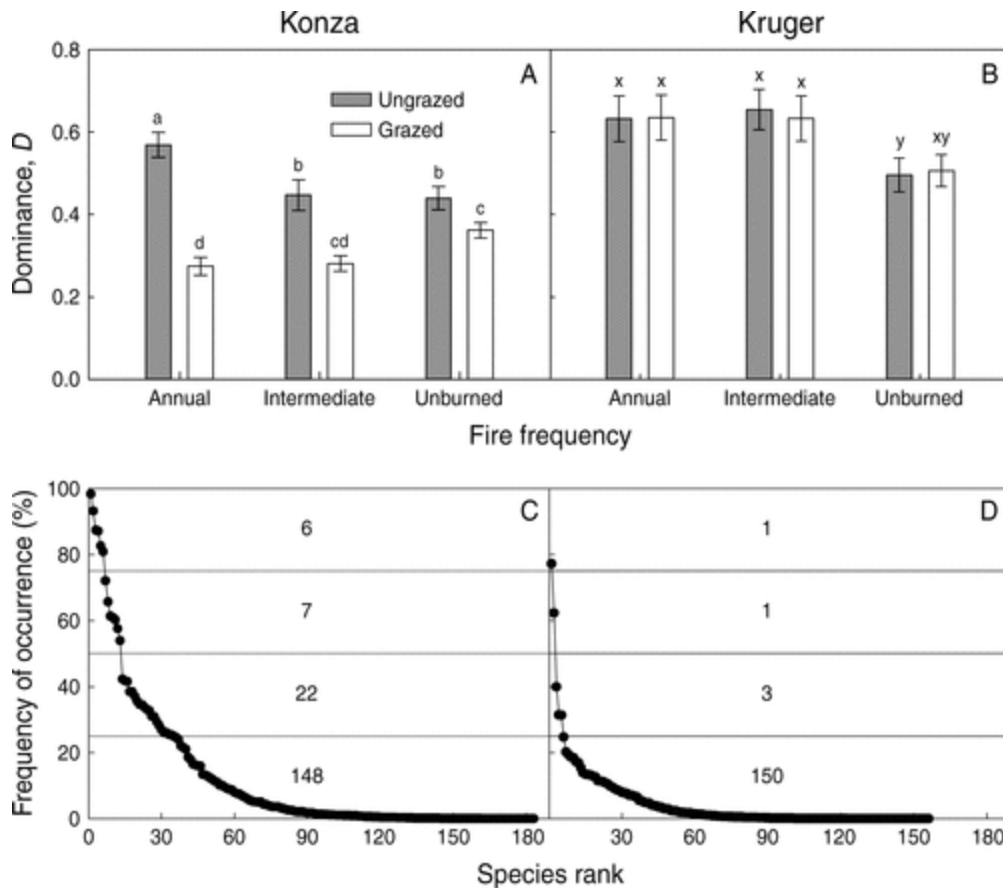 Konza Kruger
0.8 A B
Dominance, D
Ungrazed
Grazed
0.6
0.4
0.2
0.0
a d b cd b c
x x x x y xy
Annual Intermediate Unburned Annual Intermediate Unburned
Fire frequency
Frequency of occurrence (%)
100 C D
80
60
40
20
0
6 1
7 1
22 3
148 150
0 30 60 90 120 150 180 30 60 90 120 150 180
Species rank